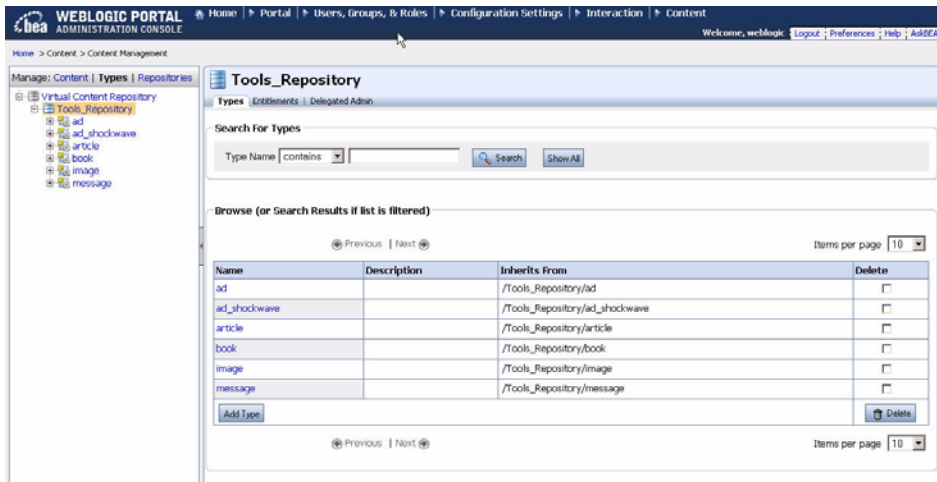 bea WEBLOGIC PORTAL
ADMINISTRATION CONSOLE
Home | Portal | Users, Groups, & Roles | Configuration Settings | Interaction | Content
Welcome, weblogic Logout Preferences Help AskBEA
Home > Content > Content Management
Manage: Content | Types | Repositories
Virtual Content Repository
Tools_Repository
ad
ad_shockwave
article
book
image
message
Tools_Repository
Types Entitlements | Delegated Admin
Search For Types
Type Name contains Search Show All
Browse (or Search Results if list is filtered)
Previous | Next Items per page 10
Name Description Inherits From Delete
ad /Tools_Repository/ad
ad_shockwave /Tools_Repository/ad_shockwave
article /Tools_Repository/article
book /Tools_Repository/book
image /Tools_Repository/image
message /Tools_Repository/message
Add Type Delete
Previous | Next Items per page 10